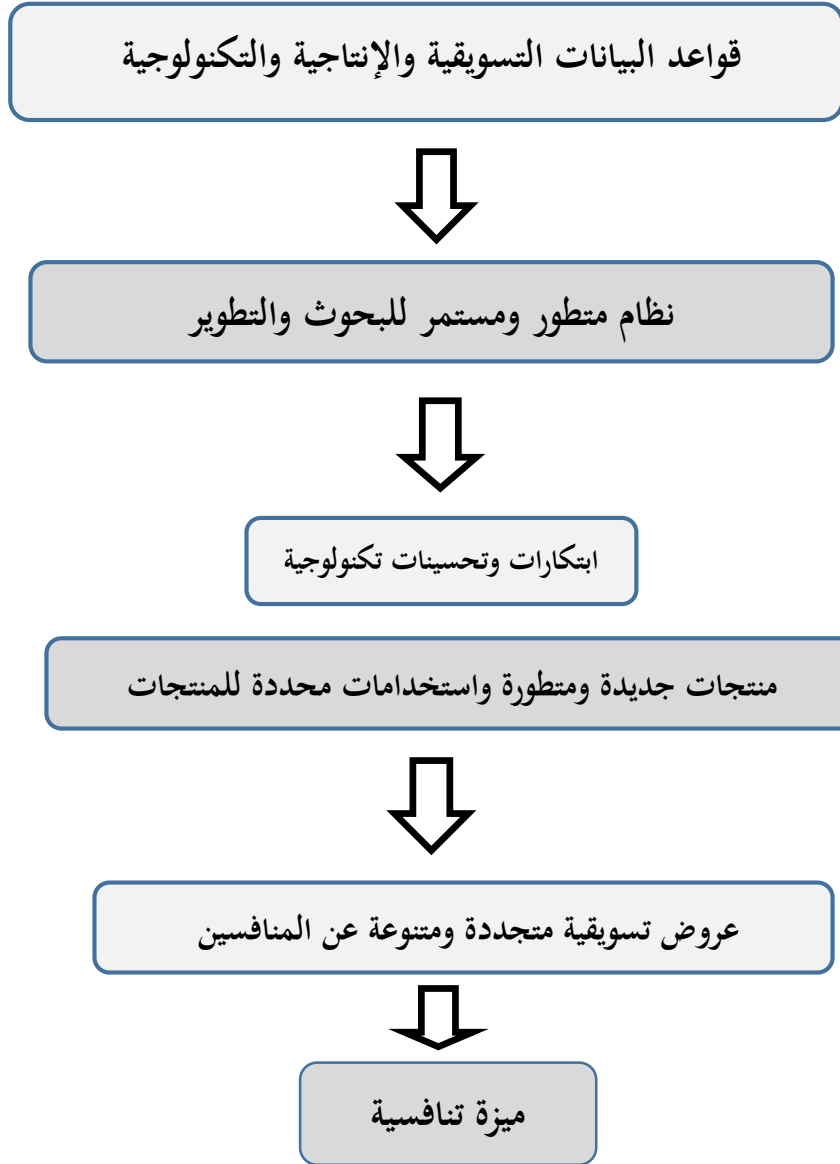 قواعد البيانات التسويقية والإنتاجية والتكنولوجية
نظام متطور ومستمر للبحوث والتطوير
ابتكارات وتحسينات تكنولوجية
منتجات جديدة ومتطورة واستخدامات محددة للمنتجات
عروض تسويقية متجددة ومتنوعة عن المنافسين
ميزة تنافسية